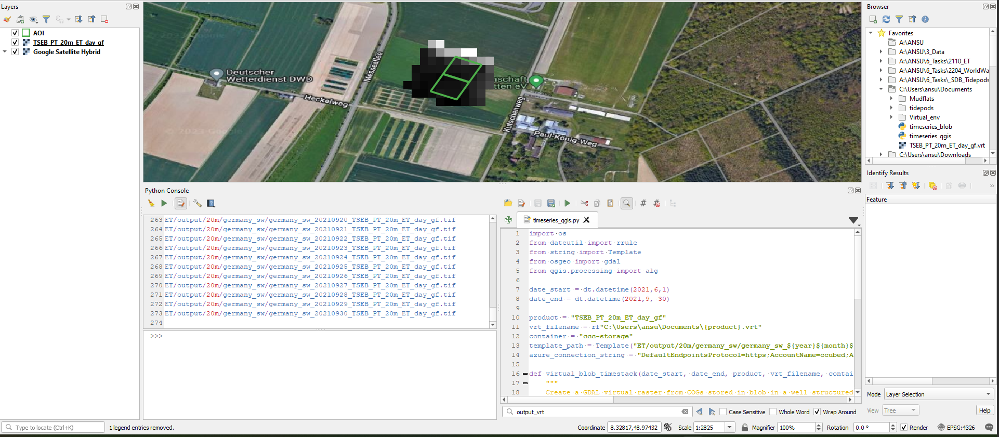 Layers
AOI
TSEB_PT_20m_ET_day_gf
Google Satellite Hybrid
Deutscher
Wetterdienst DWD
Messeallee
Heckelweg
nschaft
tten eV
Kutschenweg
Paul-König-Weg
Python Console
263 ET/output/20m/germany_sw/germany_sw_20210920_TSEB_PT_20m_ET_day_gf.tif
264 ET/output/20m/germany_sw/germany_sw_20210921_TSEB_PT_20m_ET_day_gf.tif
265 ET/output/20m/germany_sw/germany_sw_20210922_TSEB_PT_20m_ET_day_gf.tif
266 ET/output/20m/germany_sw/germany_sw_20210923_TSEB_PT_20m_ET_day_gf.tif
267 ET/output/20m/germany_sw/germany_sw_20210924_TSEB_PT_20m_ET_day_gf.tif
268 ET/output/20m/germany_sw/germany_sw_20210925_TSEB_PT_20m_ET_day_gf.tif
269 ET/output/20m/germany_sw/germany_sw_20210926_TSEB_PT_20m_ET_day_gf.tif
270 ET/output/20m/germany_sw/germany_sw_20210927_TSEB_PT_20m_ET_day_gf.tif
271 ET/output/20m/germany_sw/germany_sw_20210928_TSEB_PT_20m_ET_day_gf.tif
272 ET/output/20m/germany_sw/germany_sw_20210929_TSEB_PT_20m_ET_day_gf.tif
273 ET/output/20m/germany_sw/germany_sw_20210930_TSEB_PT_20m_ET_day_gf.tif
274
>>>
timeseries_qgis.py
1 import os
2 from dateutil import rrule
3 from string import Template
4 from osgeo import gdal
5 from qgis.processing import alg
6
7 date_start = dt.datetime(2021,6,1)
8 date_end = dt.datetime(2021,9, 30)
9
10 product = "TSEB_PT_20m_ET_day_gf"
11 vrt_filename = rf"C:\Users\ansu\Documents\{product}.vrt"
12 container = "ccc-storage"
13 template_path = Template("ET/output/20m/germany_sw/germany_sw_${year}${month}$
14 azure_connection_string = "DefaultEndpointsProtocol=https;AccountName=ccubed;A
15
16 def virtual_blob_timestack(date_start, date_end, product, vrt_filename, contai
17 """
18 Create a GDAL virtual raster from COGs stored in blob in a well structured
output_vrt
Case Sensitive
Whole Word
Wrap Around
Browser
Favorites
A:\ANSU
A:\ANSU\3_Data
A:\ANSU\6_Tasks\2110_ET
A:\ANSU\6_Tasks\2204_WorldWa
A:\ANSU\6_Tasks\_SDB_Tidepods
C:\Users\ansu\Documents
Mudflats
tidepods
Virtual_env
timeseries_blob
timeseries_qgis
TSEB_PT_20m_ET_day_gf.vrt
C:\Users\ansu\Downloads
Identify Results
Feature
Mode Layer Selection
View Tree
Help
Type to locate (Ctrl+K)
1 legend entries removed.
Coordinate 8.32817,48.97432
Scale 1:2825
Magnifier 100%
Rotation 0.0 °
Render
EPSG:4326